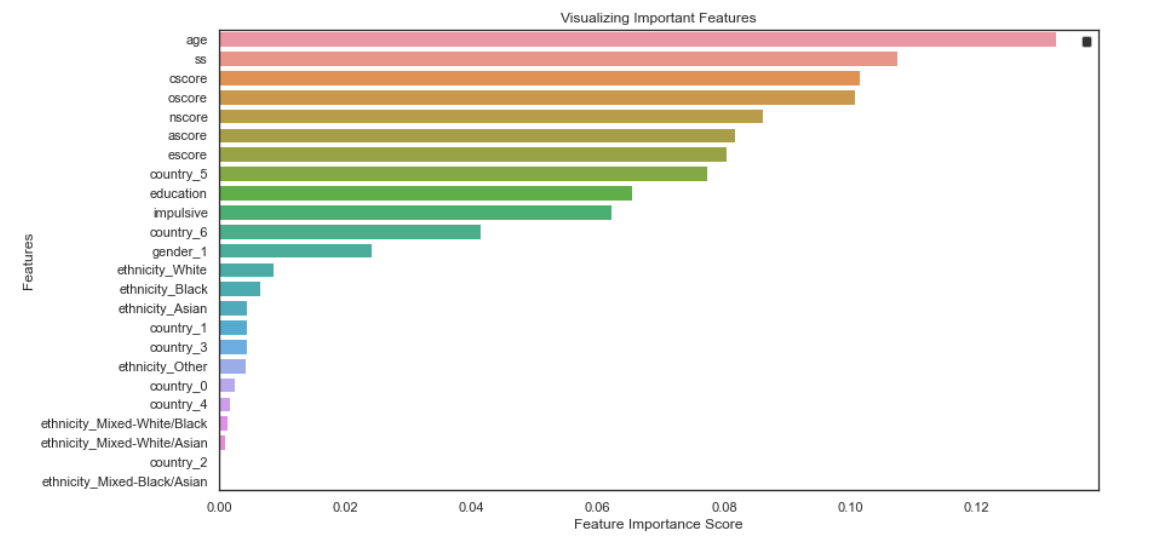 Visualizing Important Features
age
ss
cscore
oscore
nscore
ascore
escore
country_5
education
impulsive
country_6
gender_1
ethnicity_White
ethnicity_Black
ethnicity_Asian
country_1
country_3
ethnicity_Other
country_0
country_4
ethnicity_Mixed-White/Black
ethnicity_Mixed-White/Asian
country_2
ethnicity_Mixed-Black/Asian
Features
0.00 0.02 0.04 0.06 0.08 0.10 0.12
Feature Importance Score